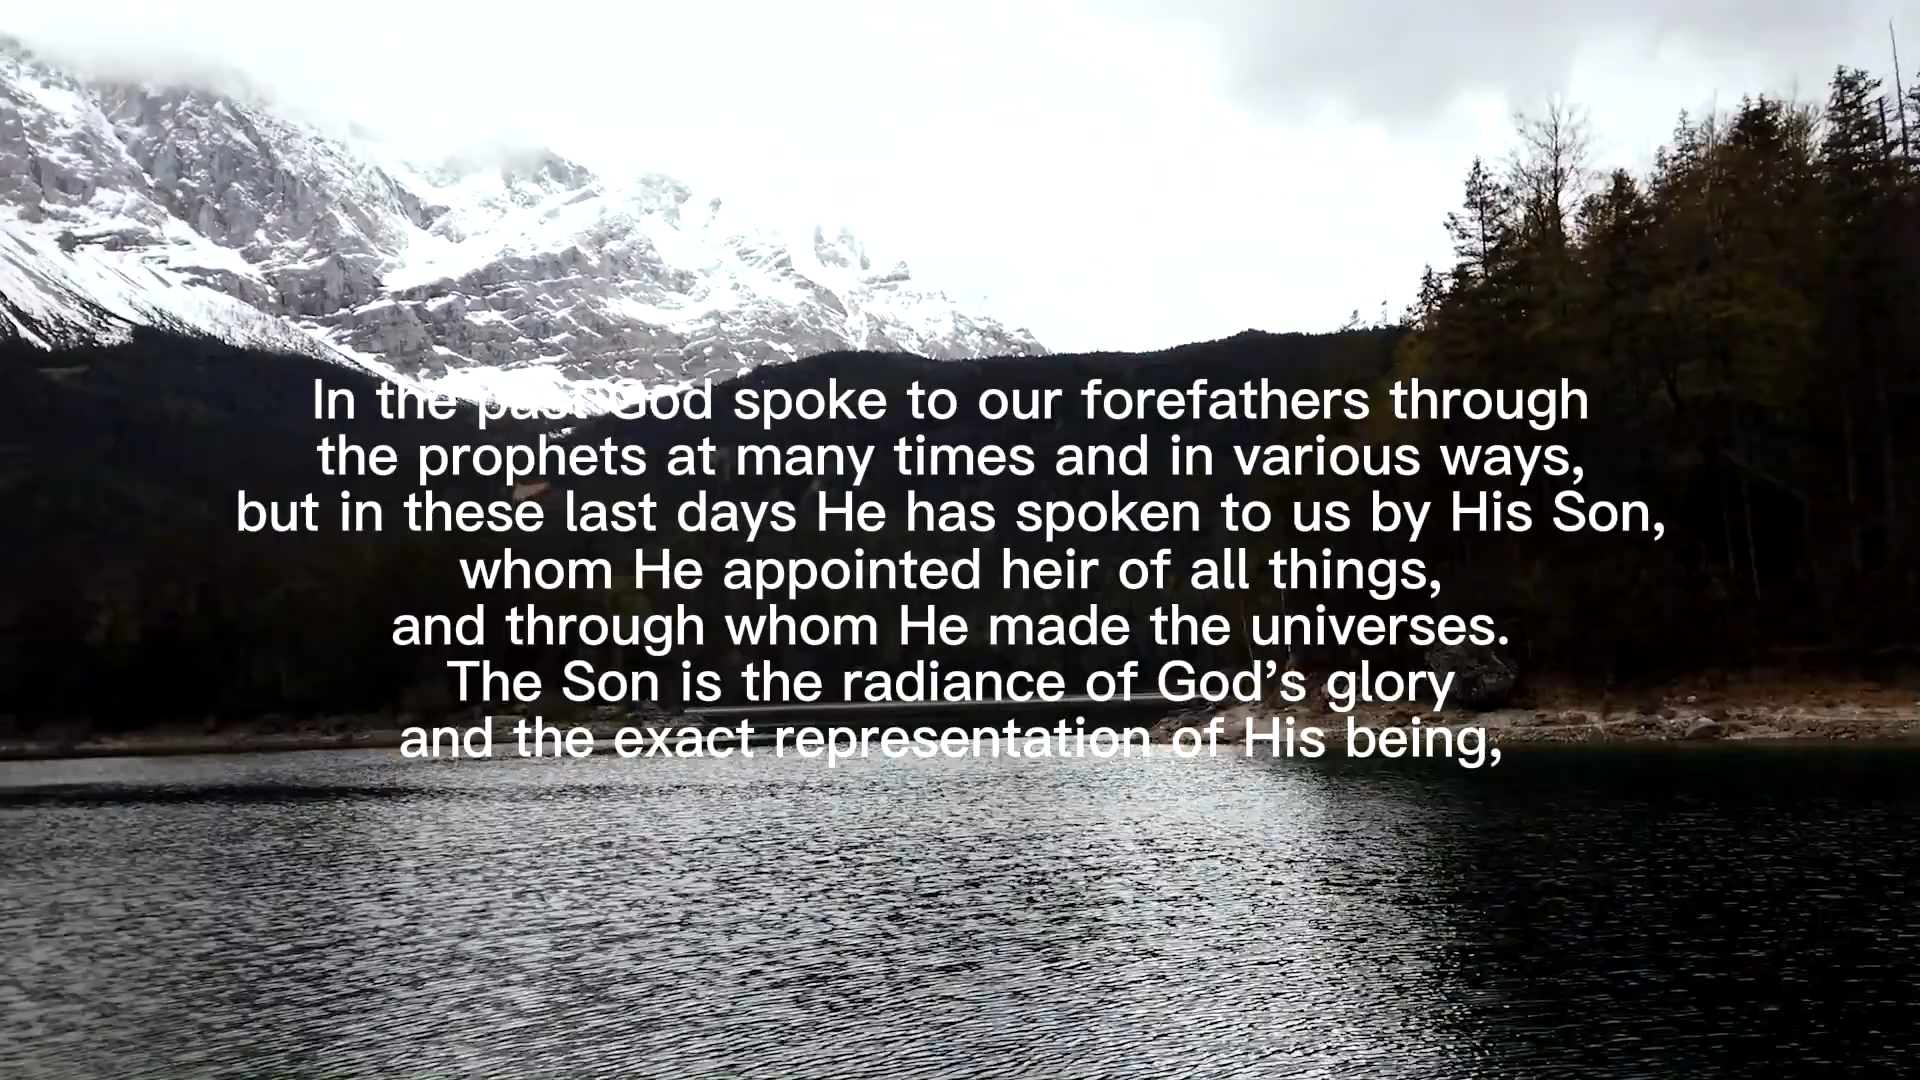 In the past God spoke to our forefathers through
the prophets at many times and in various ways,
but in these last days He has spoken to us by His Son,
whom He appointed heir of all things,
and through whom He made the universes.
The Son is the radiance of God’s glory
and the exact representation of His being,